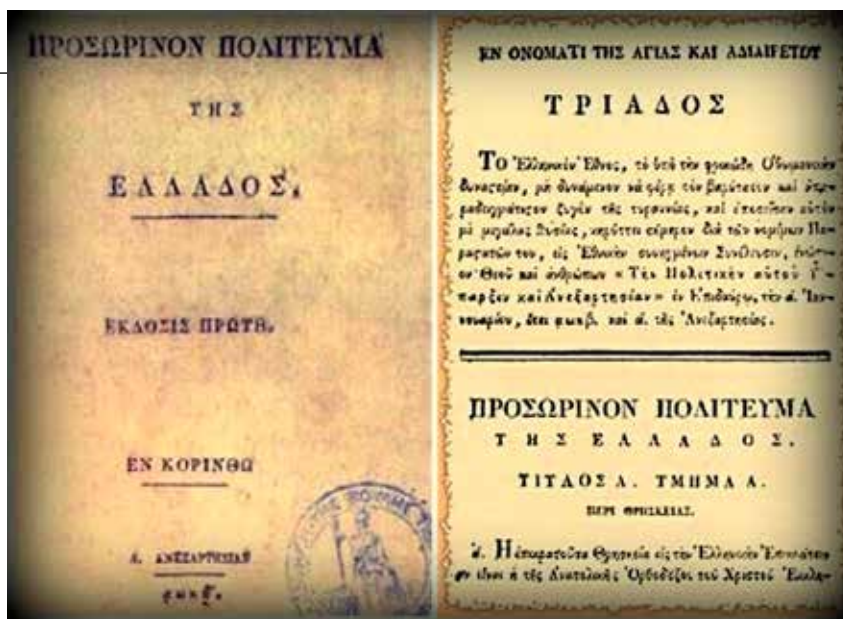 ΠΡΟΣΩΡΙΝΟΝ ΠΟΛΙΤΕΥΜΑ
ΤΗΣ
ΕΛΛΑΔΟΣ,
ΕΚΔΟΣΙΣ ΠΡΩΤΗ.
ΕΝ ΚΟΡΙΝΘΩ
Α. ΑΝΕΞΑΡΤΗΣΙΑΣ
ΕΝ ΟΝΟΜΑΤΙ ΤΗΣ ΑΓΙΑΣ ΚΑΙ ΑΔΙΑΙΡΕΤΟΥ
ΤΡΙΑΔΟΣ
Το Ἑλληνικὸν Ἔθνος, τὸ ὑπὸ τὴν φρικώδη Ὀθωμανικὴν
δυναστείαν, μὴ δυνάμενον νὰ φέρῃ τὸν βαρύτατον καὶ ἀπα-
ραδειγμάτιστον ζυγὸν τῆς τυραννίας, καὶ ἀποσεῖσαν αὐτὸν
μὲ μεγάλας θυσίας, κηρύττει σήμερον διὰ τῶν νομίμων Πα-
ραστατῶν του, εἰς Ἐθνικὴν συνηγμένων Συνέλευσιν, ἐνώπι-
ον Θεοῦ καὶ ἀνθρώπων « Τὴν Πολιτικὴν αὑτοῦ Ὕ-
παρξιν καὶ Ἀνεξαρτησίαν » ἐν Ἐπιδαύρῳ, τὴν ά. Ἰαν-
νουαρίου, ἔτει αωκβ. καὶ ά. τῆς Ἀνεξαρτησίας.
ΠΡΟΣΩΡΙΝΟΝ ΠΟΛΙΤΕΥΜΑ
ΤΗΣ ΕΛΛΑΔΟΣ.
ΤΙΤΛΟΣ Α. ΤΜΗΜΑ Α.
ΠΕΡΙ ΘΡΗΣΚΕΙΑΣ.
ά. Η ἐπικρατοῦσα Θρησκεία εἰς τὴν Ἑλληνικὴν Ἐπικράτει-
αν εἶναι ἡ τῆς Ἀνατολικῆς Ὀρθοδόξου τοῦ Χριστοῦ Ἐκκλη-